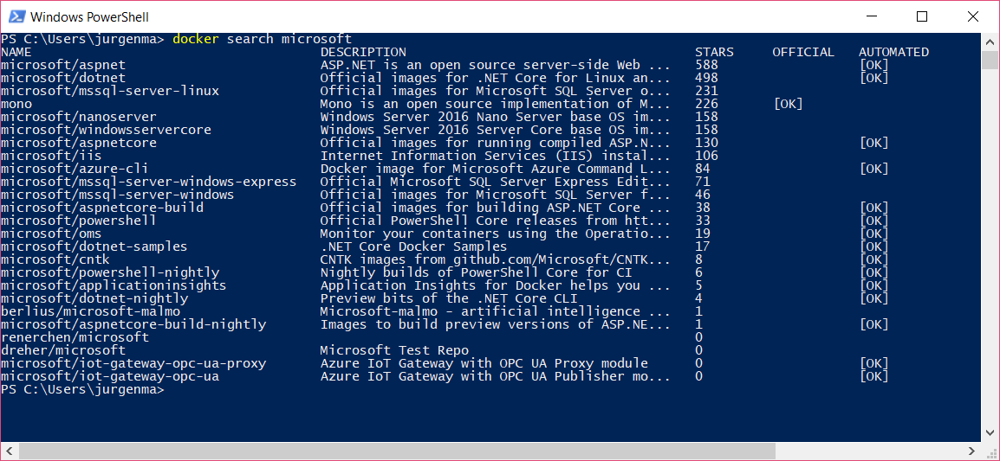 Windows PowerShell
PS C:\Users\jurgenma> docker search microsoft
NAME DESCRIPTION STARS OFFICIAL AUTOMATED
microsoft/aspnet ASP.NET is an open source server-side Web ... 588 [OK]
microsoft/dotnet Official images for .NET Core for Linux an... 498 [OK]
microsoft/mssql-server-linux Official images for Microsoft SQL Server o... 231
mono Mono is an open source implementation of M... 226 [OK]
microsoft/nanoserver Windows Server 2016 Nano Server base OS im... 158
microsoft/windowsservercore Windows Server 2016 Server Core base OS im... 158
microsoft/aspnetcore Official images for running compiled ASP.N... 130 [OK]
microsoft/iis Internet Information Services (IIS) instal... 106
microsoft/azure-cli Docker image for Microsoft Azure Command L... 84 [OK]
microsoft/mssql-server-windows-express Official Microsoft SQL Server Express Edit... 71
microsoft/mssql-server-windows Official images for Microsoft SQL Server f... 46
microsoft/aspnetcore-build Official images for building ASP.NET Core ... 38 [OK]
microsoft/powershell Official PowerShell Core releases from htt... 33 [OK]
microsoft/oms Monitor your containers using the Operatio... 19 [OK]
microsoft/dotnet-samples .NET Core Docker Samples 17 [OK]
microsoft/cntk CNTK images from github.com/Microsoft/CNTK... 8 [OK]
microsoft/powershell-nightly Nightly builds of PowerShell Core for CI 6 [OK]
microsoft/applicationinsights Application Insights for Docker helps you ... 5 [OK]
microsoft/dotnet-nightly Preview bits of the .NET Core CLI 4 [OK]
berlius/microsoft-malmo Microsoft-malmo - artificial intelligence ... 1
microsoft/aspnetcore-build-nightly Images to build preview versions of ASP.NE... 1 [OK]
renerchen/microsoft 0
dreher/microsoft Microsoft Test Repo 0
microsoft/iot-gateway-opc-ua-proxy Azure IoT Gateway with OPC UA Proxy module 0 [OK]
microsoft/iot-gateway-opc-ua Azure IoT Gateway with OPC UA Publisher mo... 0 [OK]
PS C:\Users\jurgenma>